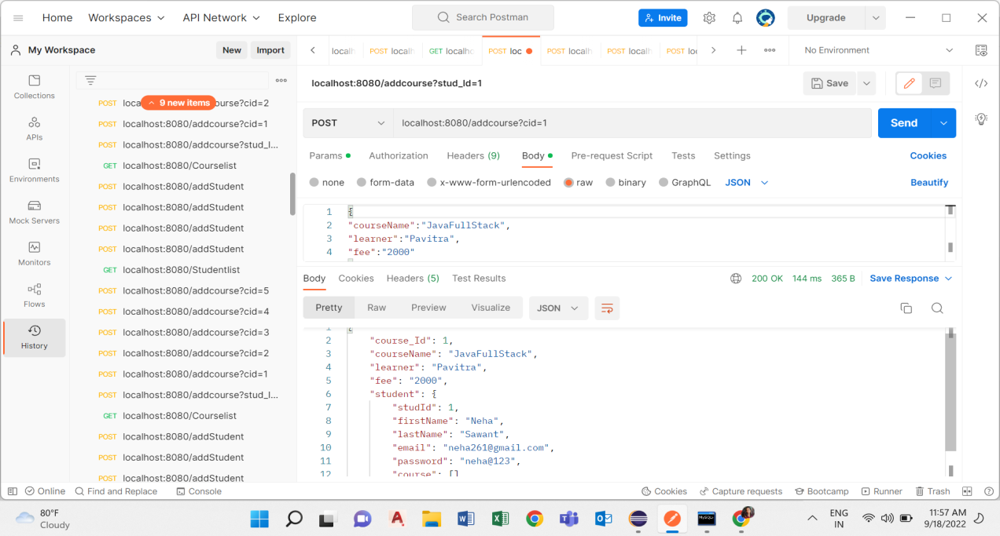 Home Workspaces API Network Explore Search Postman Invite Upgrade
My Workspace New Import localh POST localh GET localhc POST loc POST localh POST localh POST loc No Environment
Collections
APIs
Environments
Mock Servers
Monitors
Flows
History
9 new items
POST loca ourse?cid=2
POST localhost:8080/addcourse?cid=1
POST localhost:8080/addcourse?stud_I...
GET localhost:8080/Courselist
POST localhost:8080/addStudent
POST localhost:8080/addStudent
POST localhost:8080/addStudent
POST localhost:8080/addStudent
GET localhost:8080/Studentlist
POST localhost:8080/addcourse?cid=5
POST localhost:8080/addcourse?cid=4
POST localhost:8080/addcourse?cid=3
POST localhost:8080/addcourse?cid=2
POST localhost:8080/addcourse?cid=1
POST localhost:8080/addcourse?stud_I...
GET localhost:8080/Courselist
POST localhost:8080/addStudent
POST localhost:8080/addStudent
POST localhost:8080/addStudent
localhost:8080/addcourse?stud_Id=1 Save
POST localhost:8080/addcourse?cid=1 Send
Params Authorization Headers (9) Body Pre-request Script Tests Settings Cookies
none form-data x-www-form-urlencoded raw binary GraphQL JSON Beautify
1 {
2 "courseName":"JavaFullStack",
3 "learner":"Pavitra",
4 "fee":"2000"
Body Cookies Headers (5) Test Results 200 OK 144 ms 365 B Save Response
Pretty Raw Preview Visualize JSON
1 {
2 "course_Id": 1,
3 "courseName": "JavaFullStack",
4 "learner": "Pavitra",
5 "fee": "2000",
6 "student": {
7 "studId": 1,
8 "firstName": "Neha",
9 "lastName": "Sawant",
10 "email": "neha261@gmail.com",
11 "password": "neha@123",
12 "course": []
Online Find and Replace Console Cookies Capture requests Bootcamp Runner Trash
80°F
Cloudy
ENG
IN
11:57 AM
9/18/2022